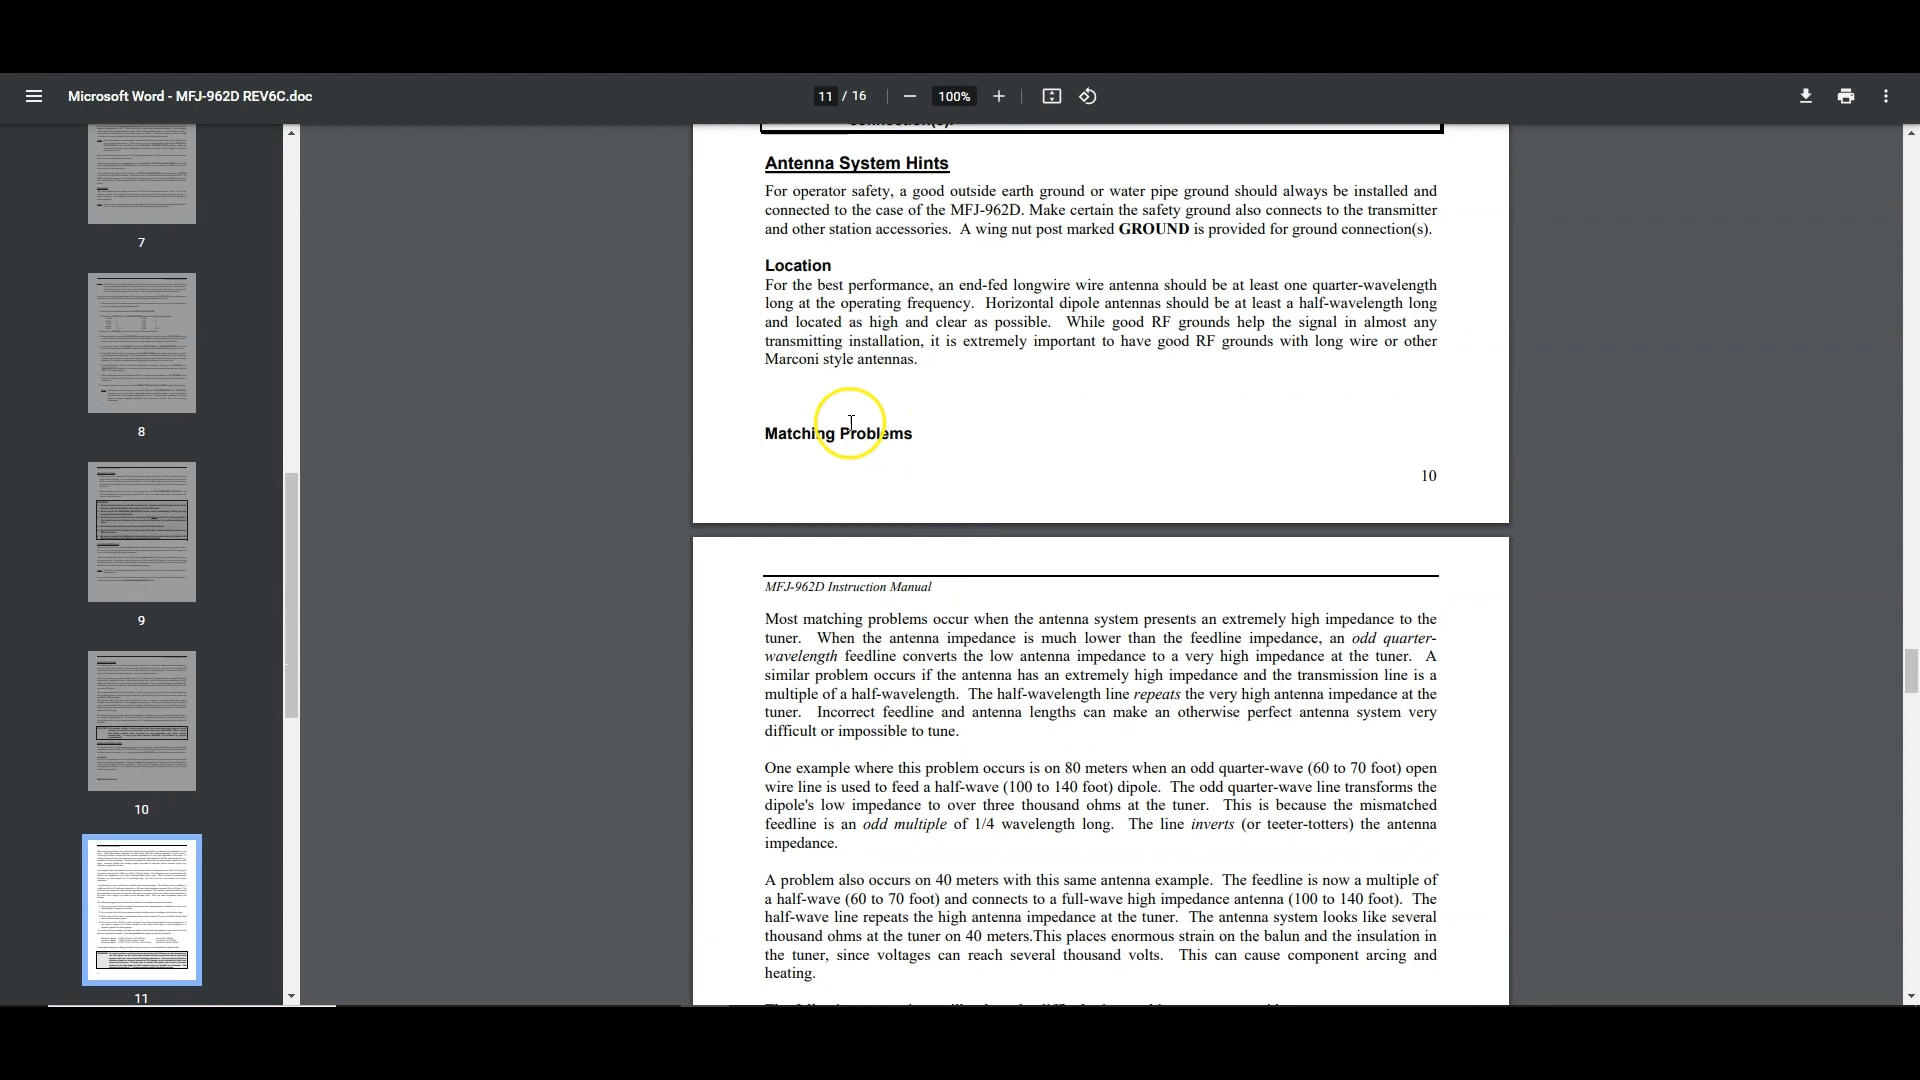 Microsoft Word - MFJ-962D REV6C.doc
11 / 16
100%
7
8
9
10
11
Antenna System Hints
For operator safety, a good outside earth ground or water pipe ground should always be installed and
connected to the case of the MFJ-962D. Make certain the safety ground also connects to the transmitter
and other station accessories. A wing nut post marked GROUND is provided for ground connection(s).
Location
For the best performance, an end-fed longwire wire antenna should be at least one quarter-wavelength
long at the operating frequency. Horizontal dipole antennas should be at least a half-wavelength long
and located as high and clear as possible. While good RF grounds help the signal in almost any
transmitting installation, it is extremely important to have good RF grounds with long wire or other
Marconi style antennas.
Matching Problems
10
MFJ-962D Instruction Manual
Most matching problems occur when the antenna system presents an extremely high impedance to the
tuner. When the antenna impedance is much lower than the feedline impedance, an odd quarter-
wavelength feedline converts the low antenna impedance to a very high impedance at the tuner. A
similar problem occurs if the antenna has an extremely high impedance and the transmission line is a
multiple of a half-wavelength. The half-wavelength line repeats the very high antenna impedance at the
tuner. Incorrect feedline and antenna lengths can make an otherwise perfect antenna system very
difficult or impossible to tune.
One example where this problem occurs is on 80 meters when an odd quarter-wave (60 to 70 foot) open
wire line is used to feed a half-wave (100 to 140 foot) dipole. The odd quarter-wave line transforms the
dipole's low impedance to over three thousand ohms at the tuner. This is because the mismatched
feedline is an odd multiple of 1/4 wavelength long. The line inverts (or teeter-totters) the antenna
impedance.
A problem also occurs on 40 meters with this same antenna example. The feedline is now a multiple of
a half-wave (60 to 70 foot) and connects to a full-wave high impedance antenna (100 to 140 foot). The
half-wave line repeats the high antenna impedance at the tuner. The antenna system looks like several
thousand ohms at the tuner on 40 meters.This places enormous strain on the balun and the insulation in
the tuner, since voltages can reach several thousand volts. This can cause component arcing and
heating.